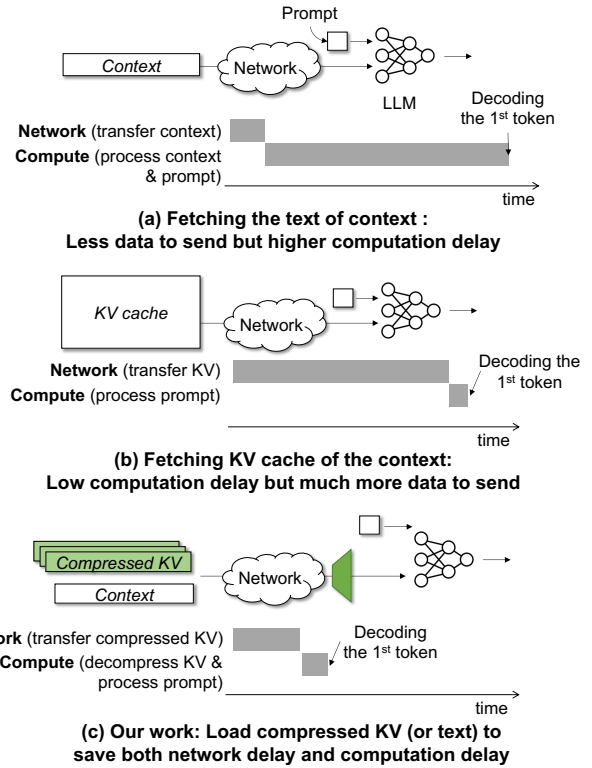 Prompt
Context
Network
LLM
Decoding
the 1st token
Network (transfer context)
Compute (process context
& prompt)
time
(a) Fetching the text of context :
Less data to send but higher computation delay
KV cache
Network
Network (transfer KV)
Compute (process prompt)
Decoding the
1st token
time
(b) Fetching KV cache of the context:
Low computation delay but much more data to send
Compressed KV
Context
Network
ork (transfer compressed KV)
Compute (decompress KV &
process prompt)
Decoding
the 1st token
time
(c) Our work: Load compressed KV (or text) to
save both network delay and computation delay